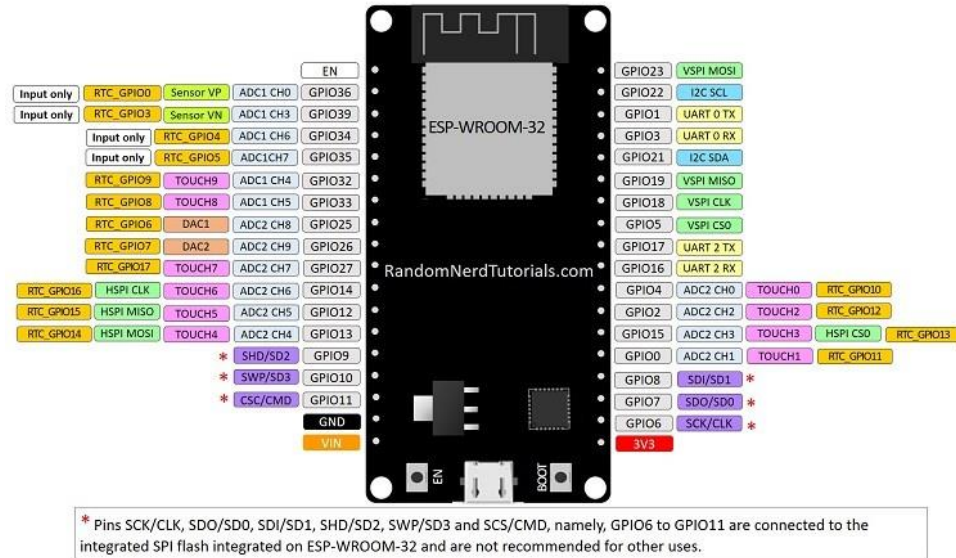 EN
Input only RTC_GPIO0 Sensor VP ADC1 CH0 GPIO36
Input only RTC_GPIO3 Sensor VN ADC1 CH3 GPIO39
Input only RTC_GPIO4 ADC1 CH6 GPIO34
Input only RTC_GPIO5 ADC1CH7 GPIO35
RTC_GPIO9 TOUCH9 ADC1 CH4 GPIO32
RTC_GPIO8 TOUCH8 ADC1 CH5 GPIO33
RTC_GPIO6 DAC1 ADC2 CH8 GPIO25
RTC_GPIO7 DAC2 ADC2 CH9 GPIO26
RTC_GPIO17 TOUCH7 ADC2 CH7 GPIO27
RTC_GPIO16 HSPI CLK TOUCH6 ADC2 CH6 GPIO14
RTC_GPIO15 HSPI MISO TOUCH5 ADC2 CH5 GPIO12
RTC_GPIO14 HSPI MOSI TOUCH4 ADC2 CH4 GPIO13
* SHD/SD2 GPIO9
* SWP/SD3 GPIO10
* CSC/CMD GPIO11
GND
VIN
ESP-WROOM-32
RandomNerdTutorials.com
EN
BOOT
GPIO23 VSPI MOSI
GPIO22 I2C SCL
GPIO1 UART 0 TX
GPIO3 UART 0 RX
GPIO21 I2C SDA
GPIO19 VSPI MISO
GPIO18 VSPI CLK
GPIO5 VSPI CS0
GPIO17 UART 2 TX
GPIO16 UART 2 RX
GPIO4 ADC2 CH0 TOUCH0 RTC_GPIO10
GPIO2 ADC2 CH2 TOUCH2 RTC_GPIO12
GPIO15 ADC2 CH3 TOUCH3 HSPI CS0 RTC_GPIO13
GPIO0 ADC2 CH1 TOUCH1 RTC_GPIO11
GPIO8 SDI/SD1 *
GPIO7 SDO/SD0 *
GPIO6 SCK/CLK *
3V3
* Pins SCK/CLK, SDO/SD0, SDI/SD1, SHD/SD2, SWP/SD3 and SCS/CMD, namely, GPIO6 to GPIO11 are connected to the
integrated SPI flash integrated on ESP-WROOM-32 and are not recommended for other uses.